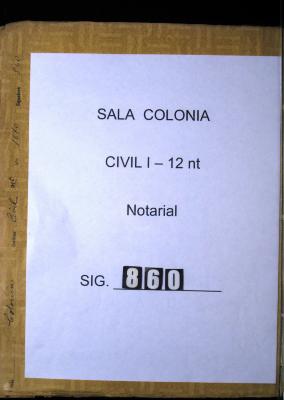 SALA COLONIA
CIVIL I – 12 nt
Notarial
SIG. 860